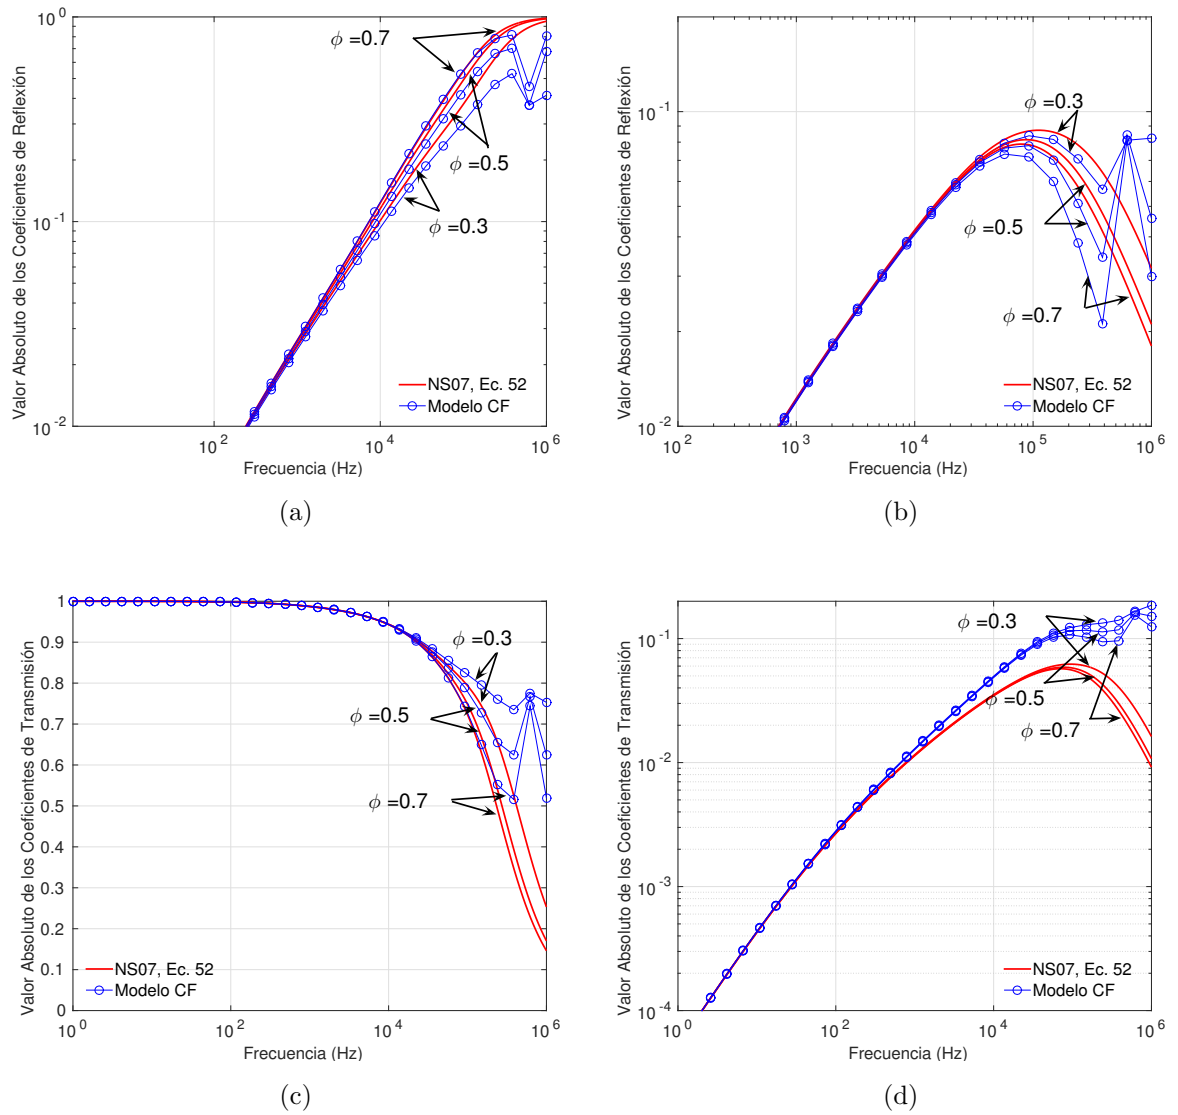 10^0
10^-1
10^-2
Valor Absoluto de los Coeficientes de Reflexión
ϕ =0.7
ϕ =0.5
ϕ =0.3
NS07, Ec. 52
Modelo CF
10^2 10^4 10^6
Frecuencia (Hz)
(a)
10^-1
10^-2
Valor Absoluto de los Coeficientes de Reflexión
ϕ =0.3
ϕ =0.5
ϕ =0.7
NS07, Ec. 52
Modelo CF
10^2 10^3 10^4 10^5 10^6
Frecuencia (Hz)
(b)
1
0.9
0.8
0.7
0.6
0.5
0.4
0.3
0.2
0.1
0
Valor Absoluto de los Coeficientes de Transmisión
ϕ =0.3
ϕ =0.5
ϕ =0.7
NS07, Ec. 52
Modelo CF
10^0 10^2 10^4 10^6
Frecuencia (Hz)
(c)
10^-1
10^-2
10^-3
10^-4
Valor Absoluto de los Coeficientes de Transmisión
ϕ =0.3
ϕ =0.5
ϕ =0.7
NS07, Ec. 52
Modelo CF
10^0 10^2 10^4 10^6
Frecuencia (Hz)
(d)